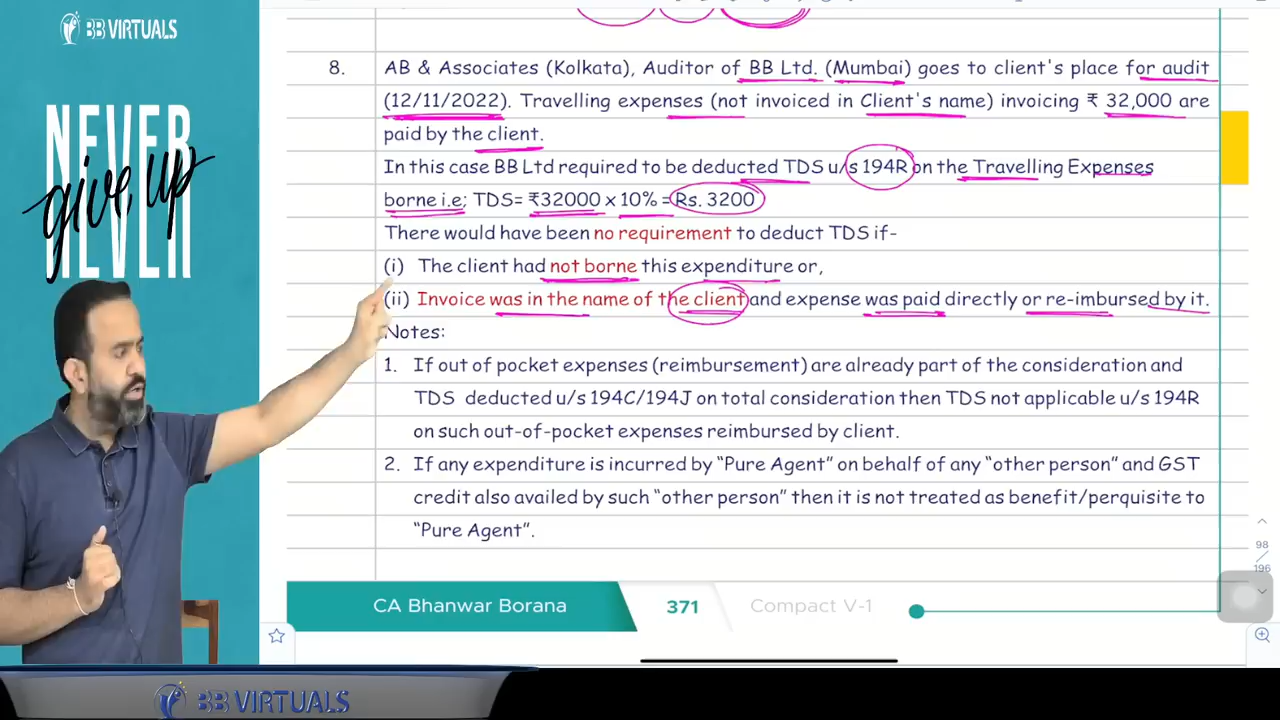 BB VIRTUALS
NEVER
give up
NEVER
8. AB & Associates (Kolkata), Auditor of BB Ltd. (Mumbai) goes to client's place for audit
(12/11/2022). Travelling expenses (not invoiced in Client's name) invoicing ₹ 32,000 are
paid by the client.
In this case BB Ltd required to be deducted TDS u/s 194R on the Travelling Expenses
borne i.e; TDS= ₹32000 x 10% = Rs. 3200
There would have been no requirement to deduct TDS if-
(i) The client had not borne this expenditure or,
(ii) Invoice was in the name of the client and expense was paid directly or re-imbursed by it.
Notes:
1. If out of pocket expenses (reimbursement) are already part of the consideration and
TDS deducted u/s 194C/194J on total consideration then TDS not applicable u/s 194R
on such out-of-pocket expenses reimbursed by client.
2. If any expenditure is incurred by “Pure Agent” on behalf of any “other person” and GST
credit also availed by such “other person” then it is not treated as benefit/perquisite to
“Pure Agent”.
98
/
196
CA Bhanwar Borana 371 Compact V-1
BB VIRTUALS